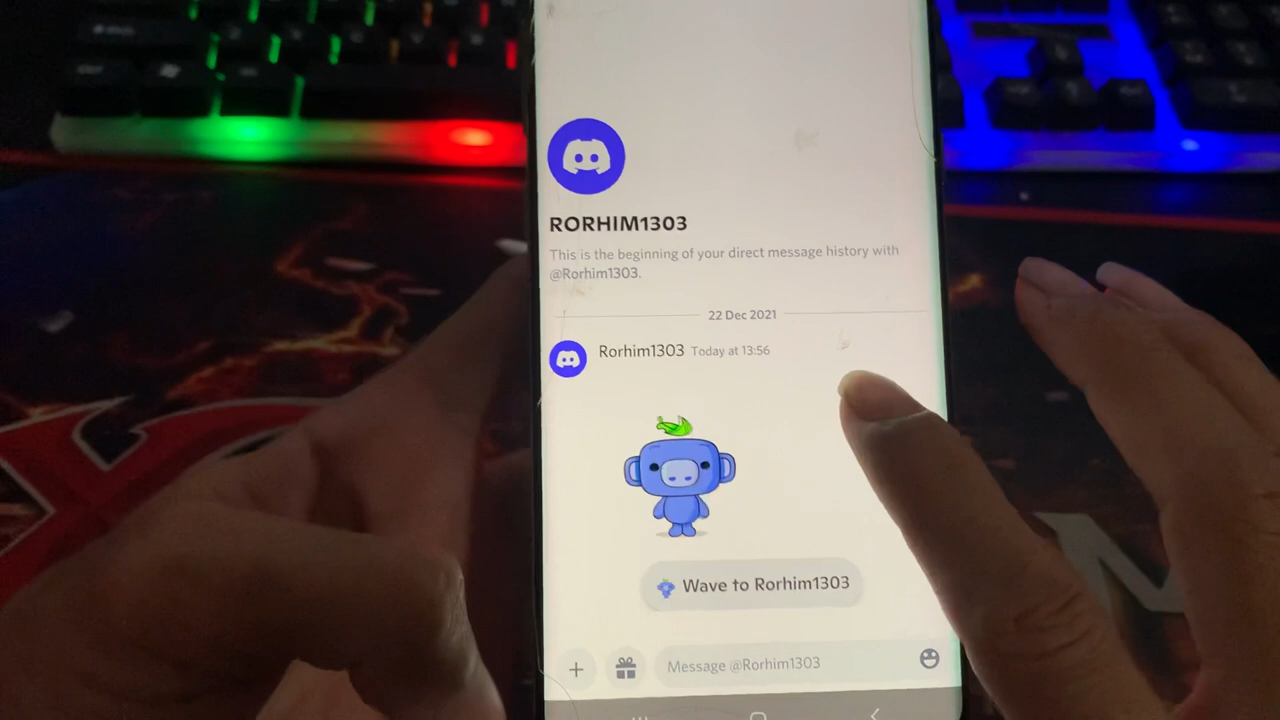 RORHIM1303
This is the beginning of your direct message history with
@Rorhim1303.
22 Dec 2021
Rorhim1303 Today at 13:56
Wave to Rorhim1303
Message @Rorhim1303